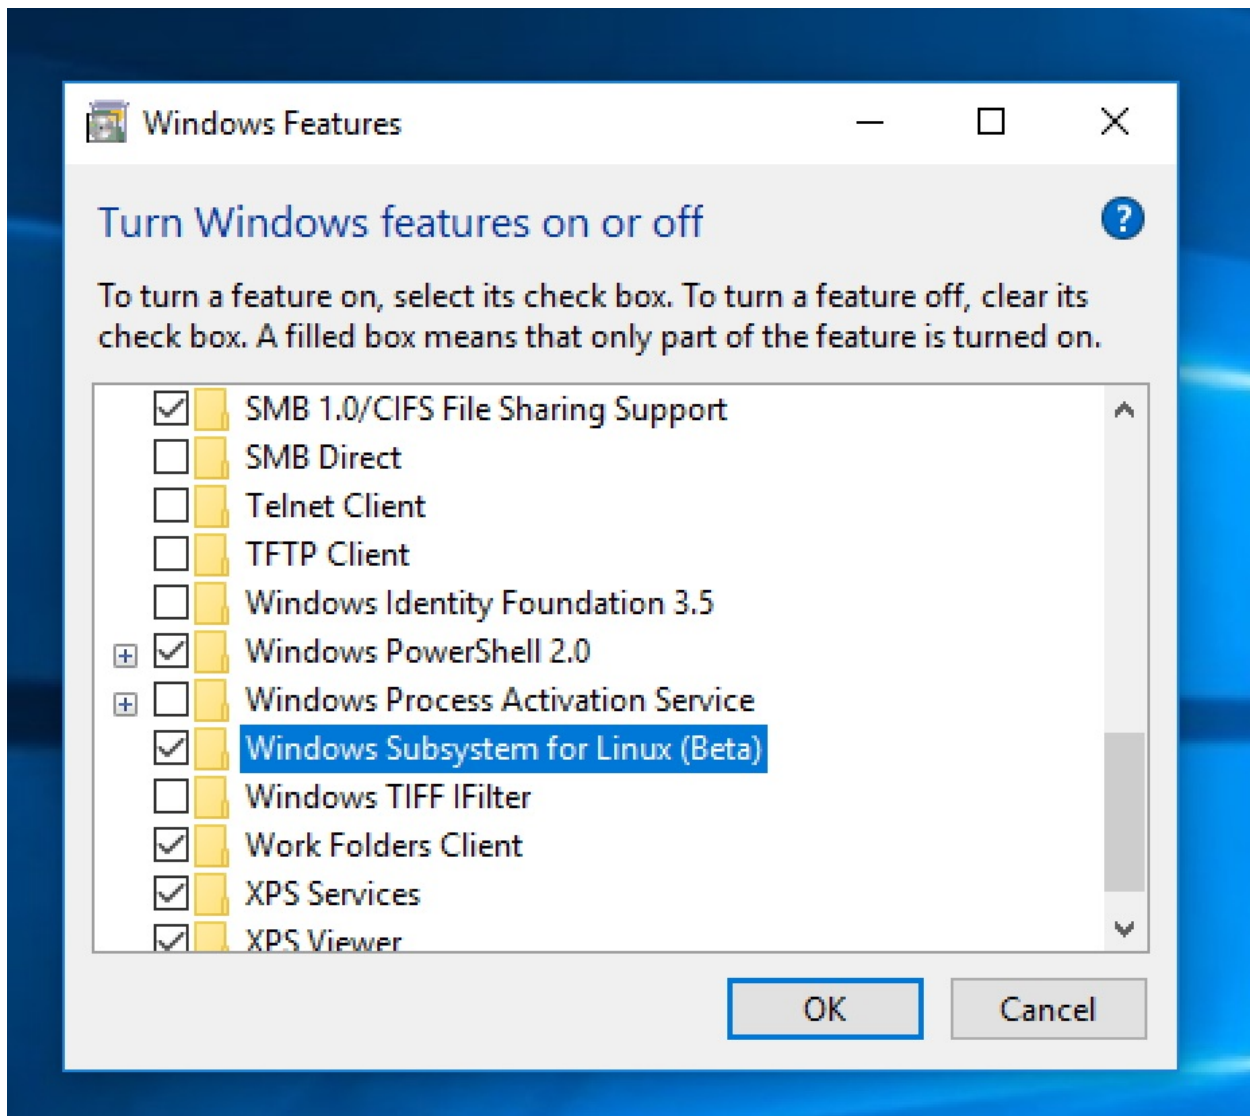 Windows Features
Turn Windows features on or off
To turn a feature on, select its check box. To turn a feature off, clear its
check box. A filled box means that only part of the feature is turned on.
SMB 1.0/CIFS File Sharing Support
SMB Direct
Telnet Client
TFTP Client
Windows Identity Foundation 3.5
Windows PowerShell 2.0
Windows Process Activation Service
Windows Subsystem for Linux (Beta)
Windows TIFF IFilter
Work Folders Client
XPS Services
XPS Viewer
OK
Cancel